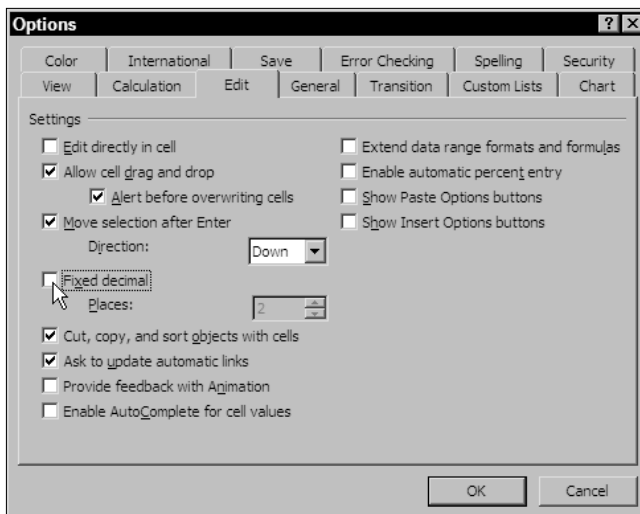 Options
Color International Save Error Checking Spelling Security
View Calculation Edit General Transition Custom Lists Chart
Settings
Edit directly in cell
Allow cell drag and drop
Alert before overwriting cells
Move selection after Enter
Direction: Down
Fixed decimal
Places: 2
Cut, copy, and sort objects with cells
Ask to update automatic links
Provide feedback with Animation
Enable AutoComplete for cell values
Extend data range formats and formulas
Enable automatic percent entry
Show Paste Options buttons
Show Insert Options buttons
OK Cancel